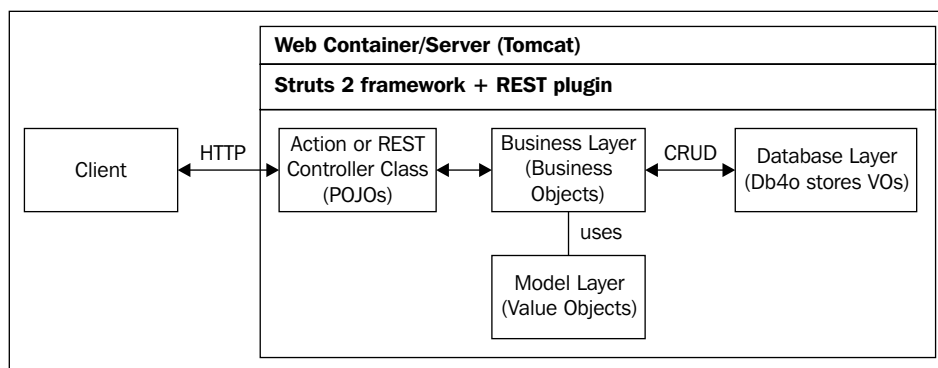 Web Container/Server (Tomcat)
Struts 2 framework + REST plugin
Client
HTTP
Action or REST
Controller Class
(POJOs)
Business Layer
(Business
Objects)
CRUD
Database Layer
(Db4o stores VOs)
uses
Model Layer
(Value Objects)